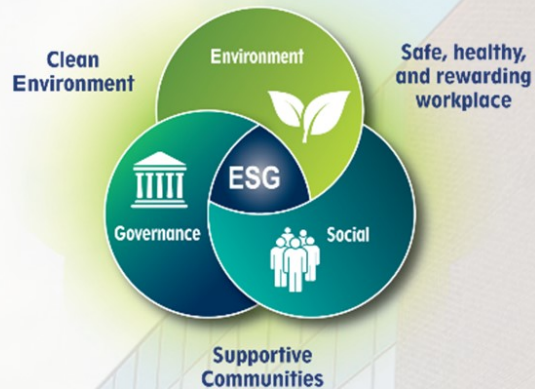 Clean
Environment
Environment
Safe, healthy,
and rewarding
workplace
ESG
Governance
Social
Supportive
Communities